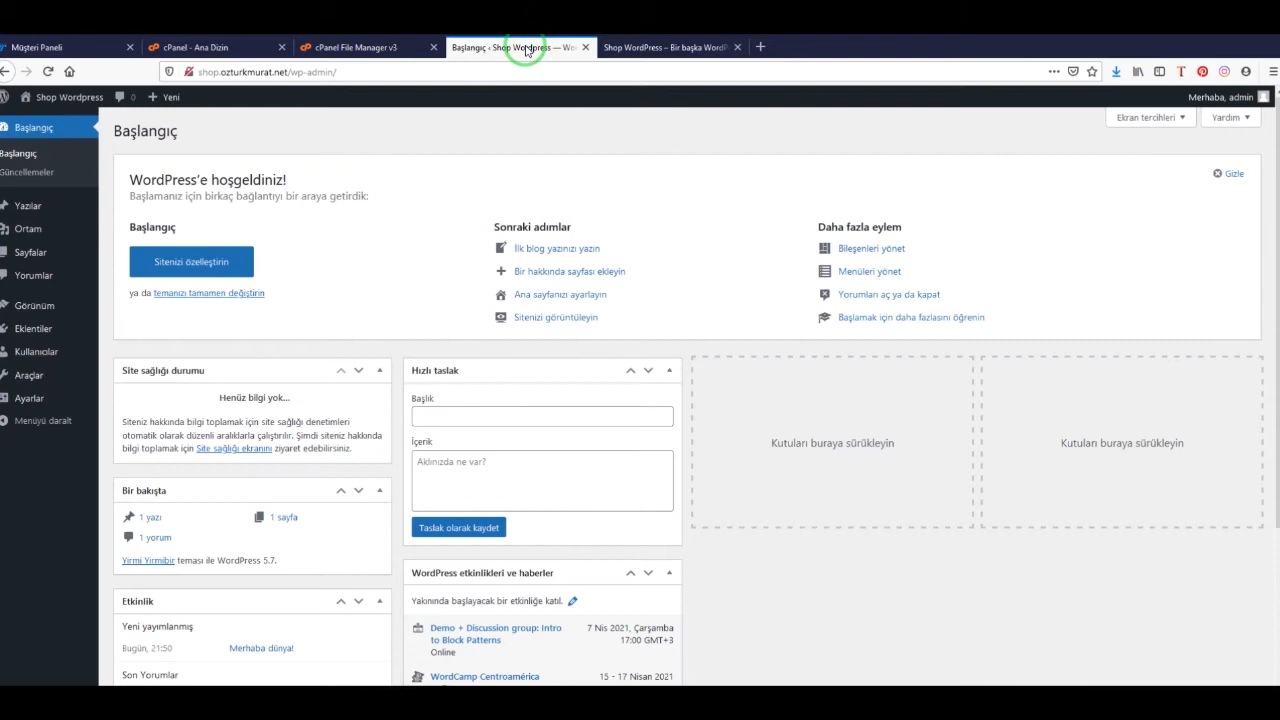 Müşteri Paneli
cPanel - Ana Dizin
cPanel File Manager v3
Başlangıç ‹ Shop Wordpress — Wor
Shop WordPress – Bir başka WordP
shop.ozturkmurat.net/wp-admin/
Shop Wordpress
0
Yeni
Merhaba, admin
Başlangıç
Başlangıç
Güncellemeler
Yazılar
Ortam
Sayfalar
Yorumlar
Görünüm
Eklentiler
Kullanıcılar
Araçlar
Ayarlar
Menüyü daralt
Başlangıç
Ekran tercihleri
Yardım
WordPress'e hoşgeldiniz!
Başlamanız için birkaç bağlantıyı bir araya getirdik:
Gizle
Başlangıç
Sitenizi özelleştirin
ya da temanızı tamamen değiştirin
Sonraki adımlar
İlk blog yazınızı yazın
Bir hakkında sayfası ekleyin
Ana sayfanızı ayarlayın
Sitenizi görüntüleyin
Daha fazla eylem
Bileşenleri yönet
Menüleri yönet
Yorumları aç ya da kapat
Başlamak için daha fazlasını öğrenin
Site sağlığı durumu
Henüz bilgi yok...
Siteniz hakkında bilgi toplamak için site sağlığı denetimleri
otomatik olarak düzenli aralıklarla çalıştırılır. Şimdi siteniz hakkında
bilgi toplamak için Site sağlığı ekranını ziyaret edebilirsiniz.
Bir bakışta
1 yazı
1 sayfa
1 yorum
Yirmi Yirmibir teması ile WordPress 5.7.
Etkinlik
Yeni yayımlanmış
Bugün, 21:50
Merhaba dünya!
Son Yorumlar
Hızlı taslak
Başlık
İçerik
Aklınızda ne var?
Taslak olarak kaydet
WordPress etkinlikleri ve haberler
Yakınında başlayacak bir etkinliğe katıl.
Demo + Discussion group: Intro
to Block Patterns
Online
7 Nis 2021, Çarşamba
17:00 GMT+3
WordCamp Centroamérica
15 - 17 Nisan 2021
Kutuları buraya sürükleyin
Kutuları buraya sürükleyin